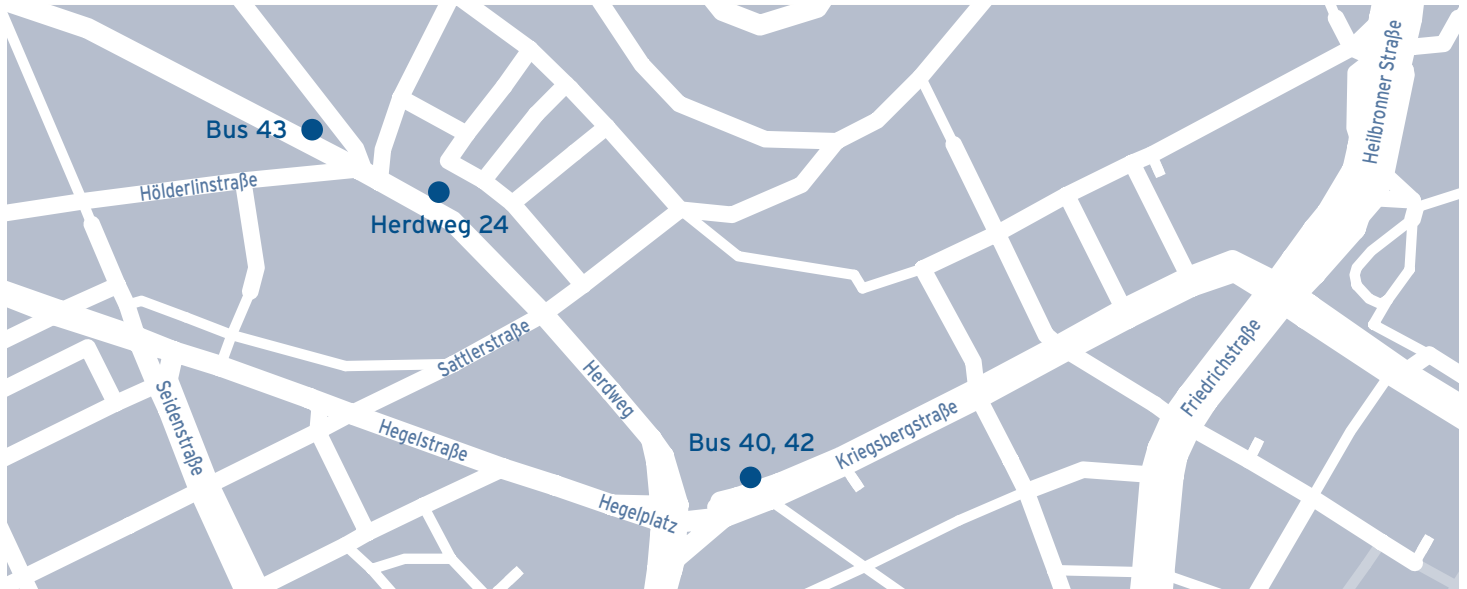 Heilbronner Straße
Bus 43
Hölderlinstraße
Herdweg 24
Sattlerstraße
Friedrichstraße
Herdweg
Seidenstraße
Hegelstraße
Kriegsbergstraße
Bus 40, 42
Hegelplatz